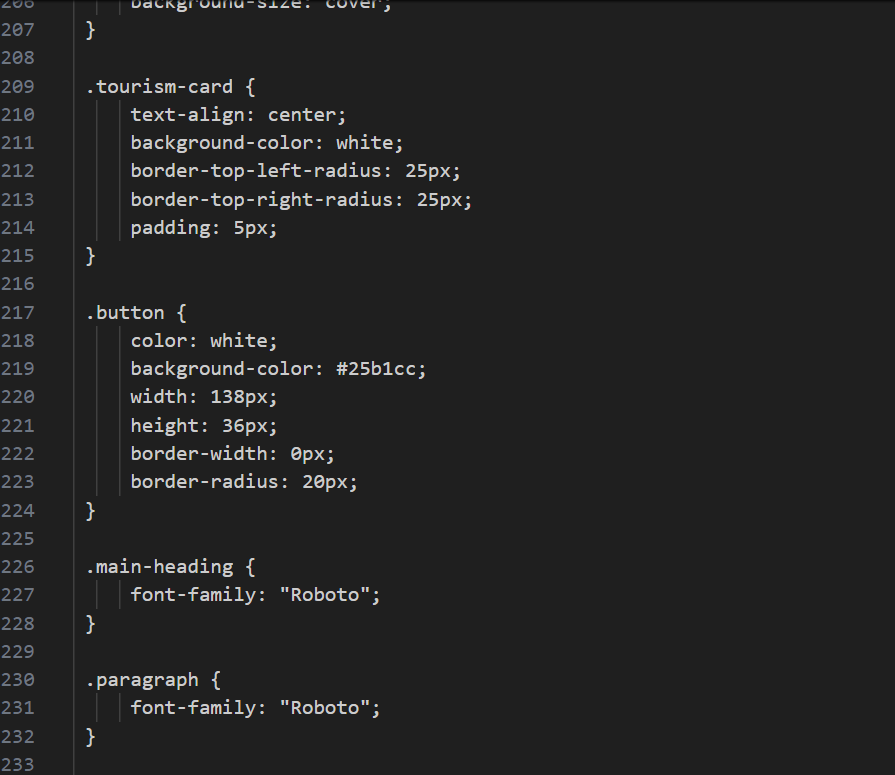 206 background-size: cover;
207 }
208
209 .tourism-card {
210 text-align: center;
211 background-color: white;
212 border-top-left-radius: 25px;
213 border-top-right-radius: 25px;
214 padding: 5px;
215 }
216
217 .button {
218 color: white;
219 background-color: #25b1cc;
220 width: 138px;
221 height: 36px;
222 border-width: 0px;
223 border-radius: 20px;
224 }
225
226 .main-heading {
227 font-family: "Roboto";
228 }
229
230 .paragraph {
231 font-family: "Roboto";
232 }
233